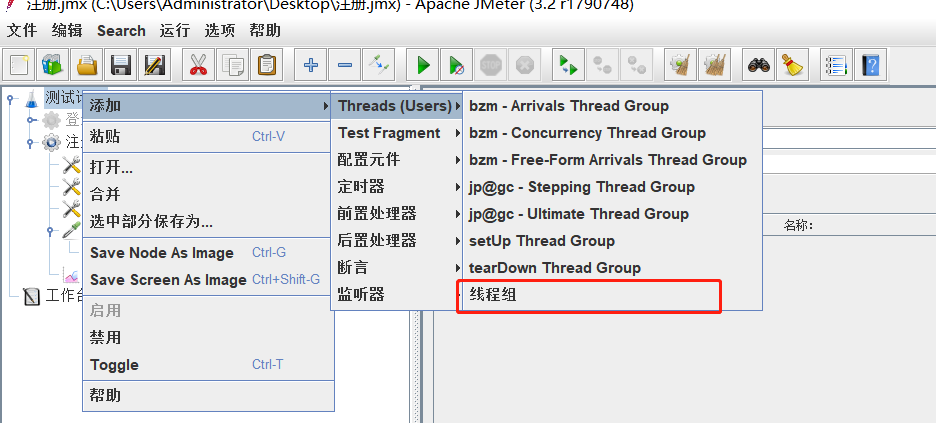 注册.jmx (C:\Users\Administrator\Desktop\注册.jmx) - Apache JMeter (3.2 r1790748)
文件 编辑 Search 运行 选项 帮助
STOP
测试
添加
粘贴 Ctrl-V
打开...
合并
选中部分保存为...
Save Node As Image Ctrl-G
Save Screen As Image Ctrl+Shift-G
启用
禁用
Toggle Ctrl-T
帮助
Threads (Users)
Test Fragment
配置元件
定时器
前置处理器
后置处理器
断言
监听器
bzm - Arrivals Thread Group
bzm - Concurrency Thread Group
bzm - Free-Form Arrivals Thread Group
jp@gc - Stepping Thread Group
jp@gc - Ultimate Thread Group
setUp Thread Group
tearDown Thread Group
线程组
登
注
工作台
名称: